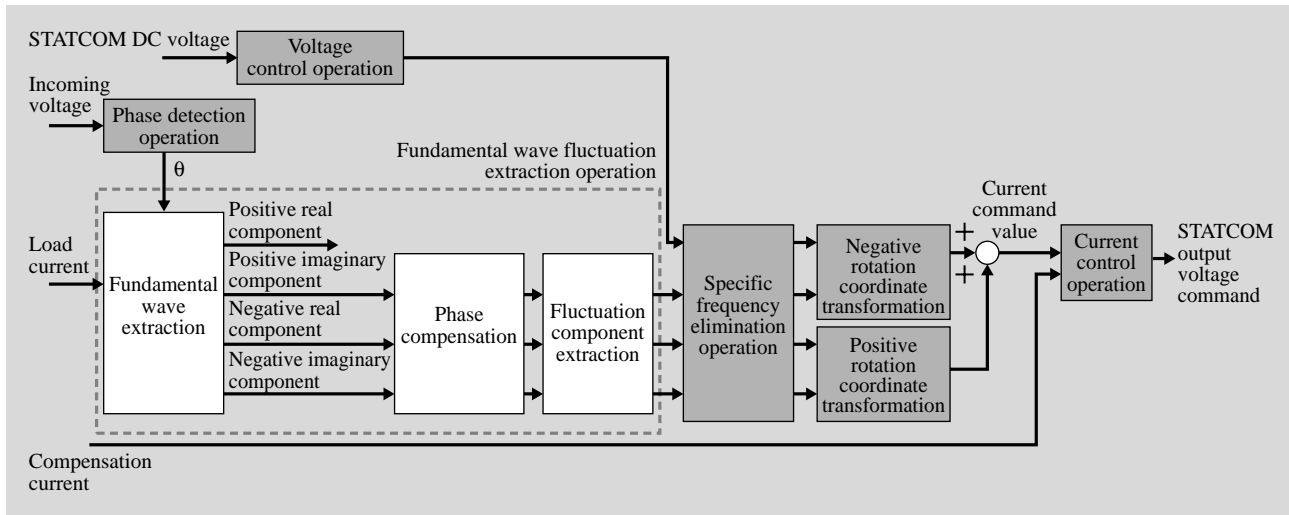 STATCOM DC voltage
Voltage
control operation
Incoming
voltage
Phase detection
operation
θ
Fundamental wave fluctuation
extraction operation
Load
current
Fundamental
wave
extraction
Positive real
component
Positive imaginary
component
Negative real
component
Negative imaginary
component
Phase
compensation
Fluctuation
component
extraction
Specific
frequency
elimination
operation
Negative
rotation
coordinate
transformation
Positive
rotation
coordinate
transformation
+
+
Current
command
value
Current
control
operation
STATCOM
output
voltage
command
Compensation
current